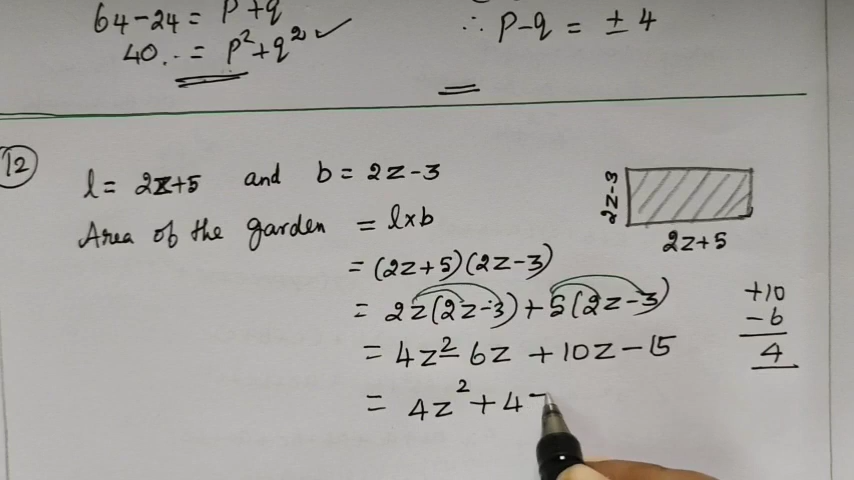 64-24 = p²+q²
40 .. = p²+q² ✓
∴ p-q = ± 4
12
l = 2z+5 and b = 2z-3
Area of the garden = l×b
= (2z+5)(2z-3)
= 2z(2z-3)+5(2z-3)
= 4z²-6z +10z-15
= 4z²+4
2z-3
2z+5
+10
-6
4